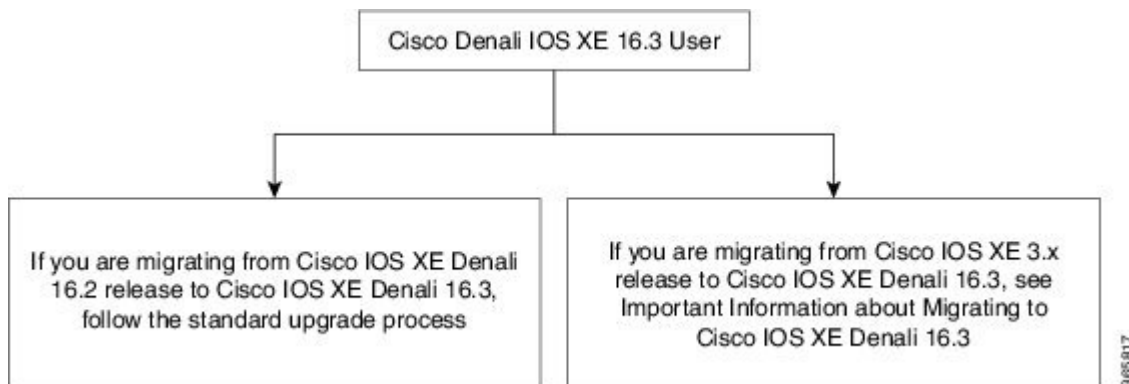 Cisco Denali IOS XE 16.3 User
If you are migrating from Cisco IOS XE Denali
16.2 release to Cisco IOS XE Denali 16.3,
follow the standard upgrade process
If you are migrating from Cisco IOS XE 3.x
release to Cisco IOS XE Denali 16.3, see
Important Information about Migrating to
Cisco IOS XE Denali 16.3